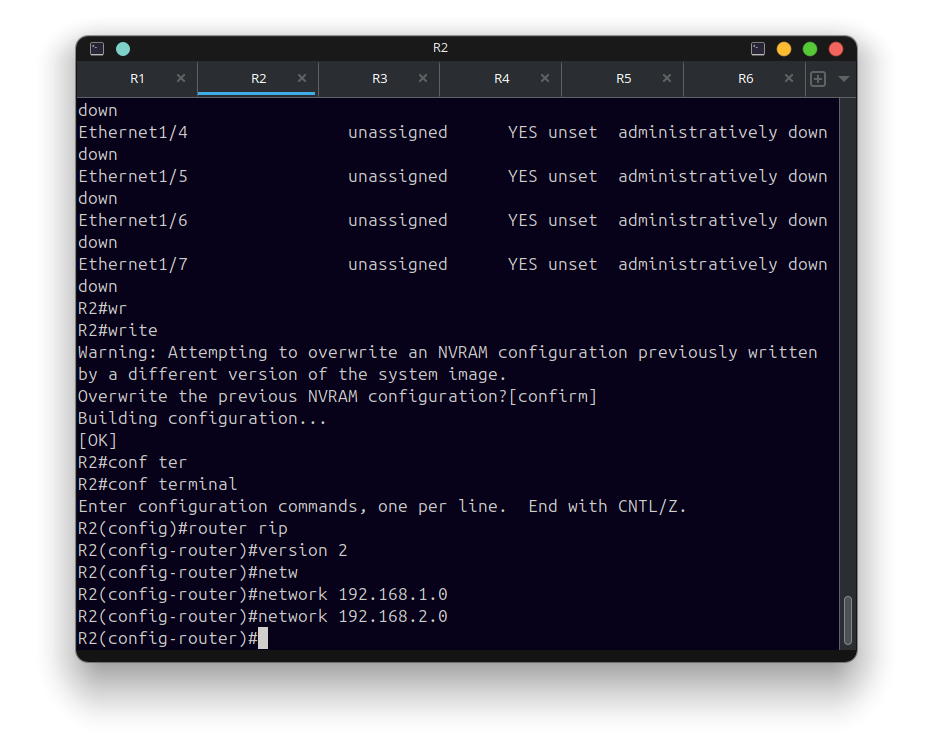 R2
R1 R2 R3 R4 R5 R6
down
Ethernet1/4                unassigned      YES unset  administratively down
down
Ethernet1/5                unassigned      YES unset  administratively down
down
Ethernet1/6                unassigned      YES unset  administratively down
down
Ethernet1/7                unassigned      YES unset  administratively down
down
R2#wr
R2#write
Warning: Attempting to overwrite an NVRAM configuration previously written
by a different version of the system image.
Overwrite the previous NVRAM configuration?[confirm]
Building configuration...
[OK]
R2#conf ter
R2#conf terminal
Enter configuration commands, one per line.  End with CNTL/Z.
R2(config)#router rip
R2(config-router)#version 2
R2(config-router)#netw
R2(config-router)#network 192.168.1.0
R2(config-router)#network 192.168.2.0
R2(config-router)#